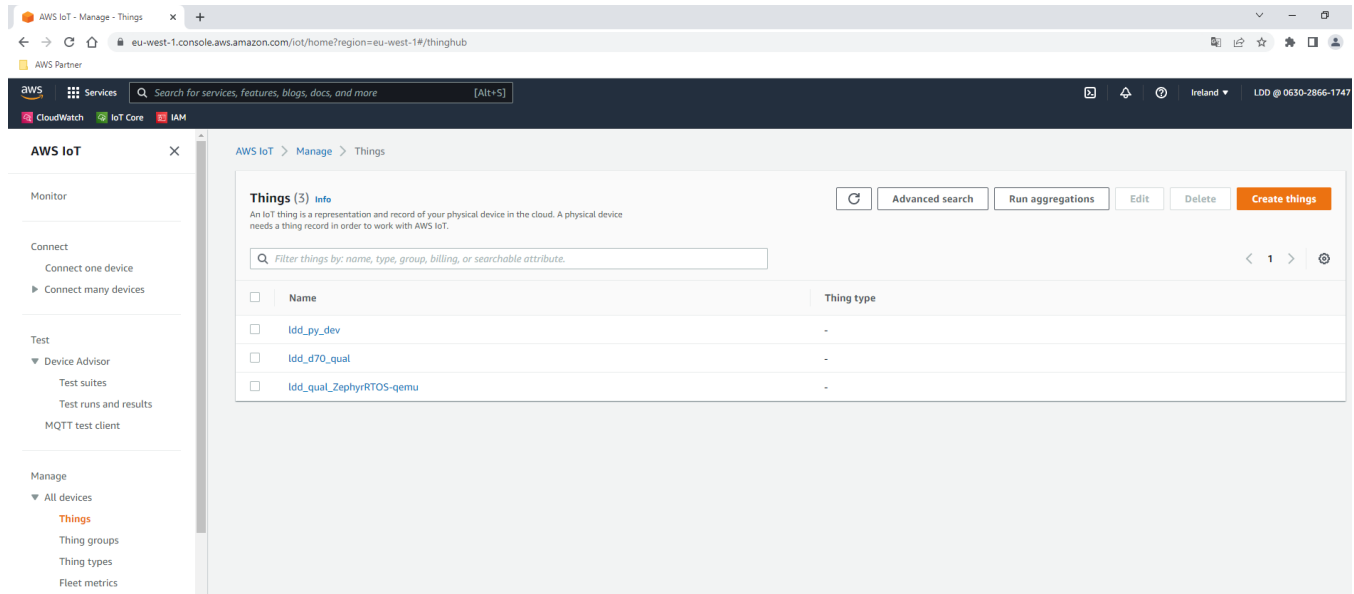 AWS IoT - Manage - Things
eu-west-1.console.aws.amazon.com/iot/home?region=eu-west-1#/thinghub
AWS Partner
aws Services Search for services, features, blogs, docs, and more [Alt+S] Ireland LDD @ 0630-2866-1747
CloudWatch IoT Core IAM
AWS IoT
Monitor
Connect
Connect one device
Connect many devices
Test
Device Advisor
Test suites
Test runs and results
MQTT test client
Manage
All devices
Things
Thing groups
Thing types
Fleet metrics
AWS IoT > Manage > Things
Things (3) Info
An IoT thing is a representation and record of your physical device in the cloud. A physical device
needs a thing record in order to work with AWS IoT.
Advanced search Run aggregations Edit Delete Create things
Filter things by: name, type, group, billing, or searchable attribute.
< 1 >
Name Thing type
ldd_py_dev -
ldd_d70_qual -
ldd_qual_ZephyrRTOS-qemu -